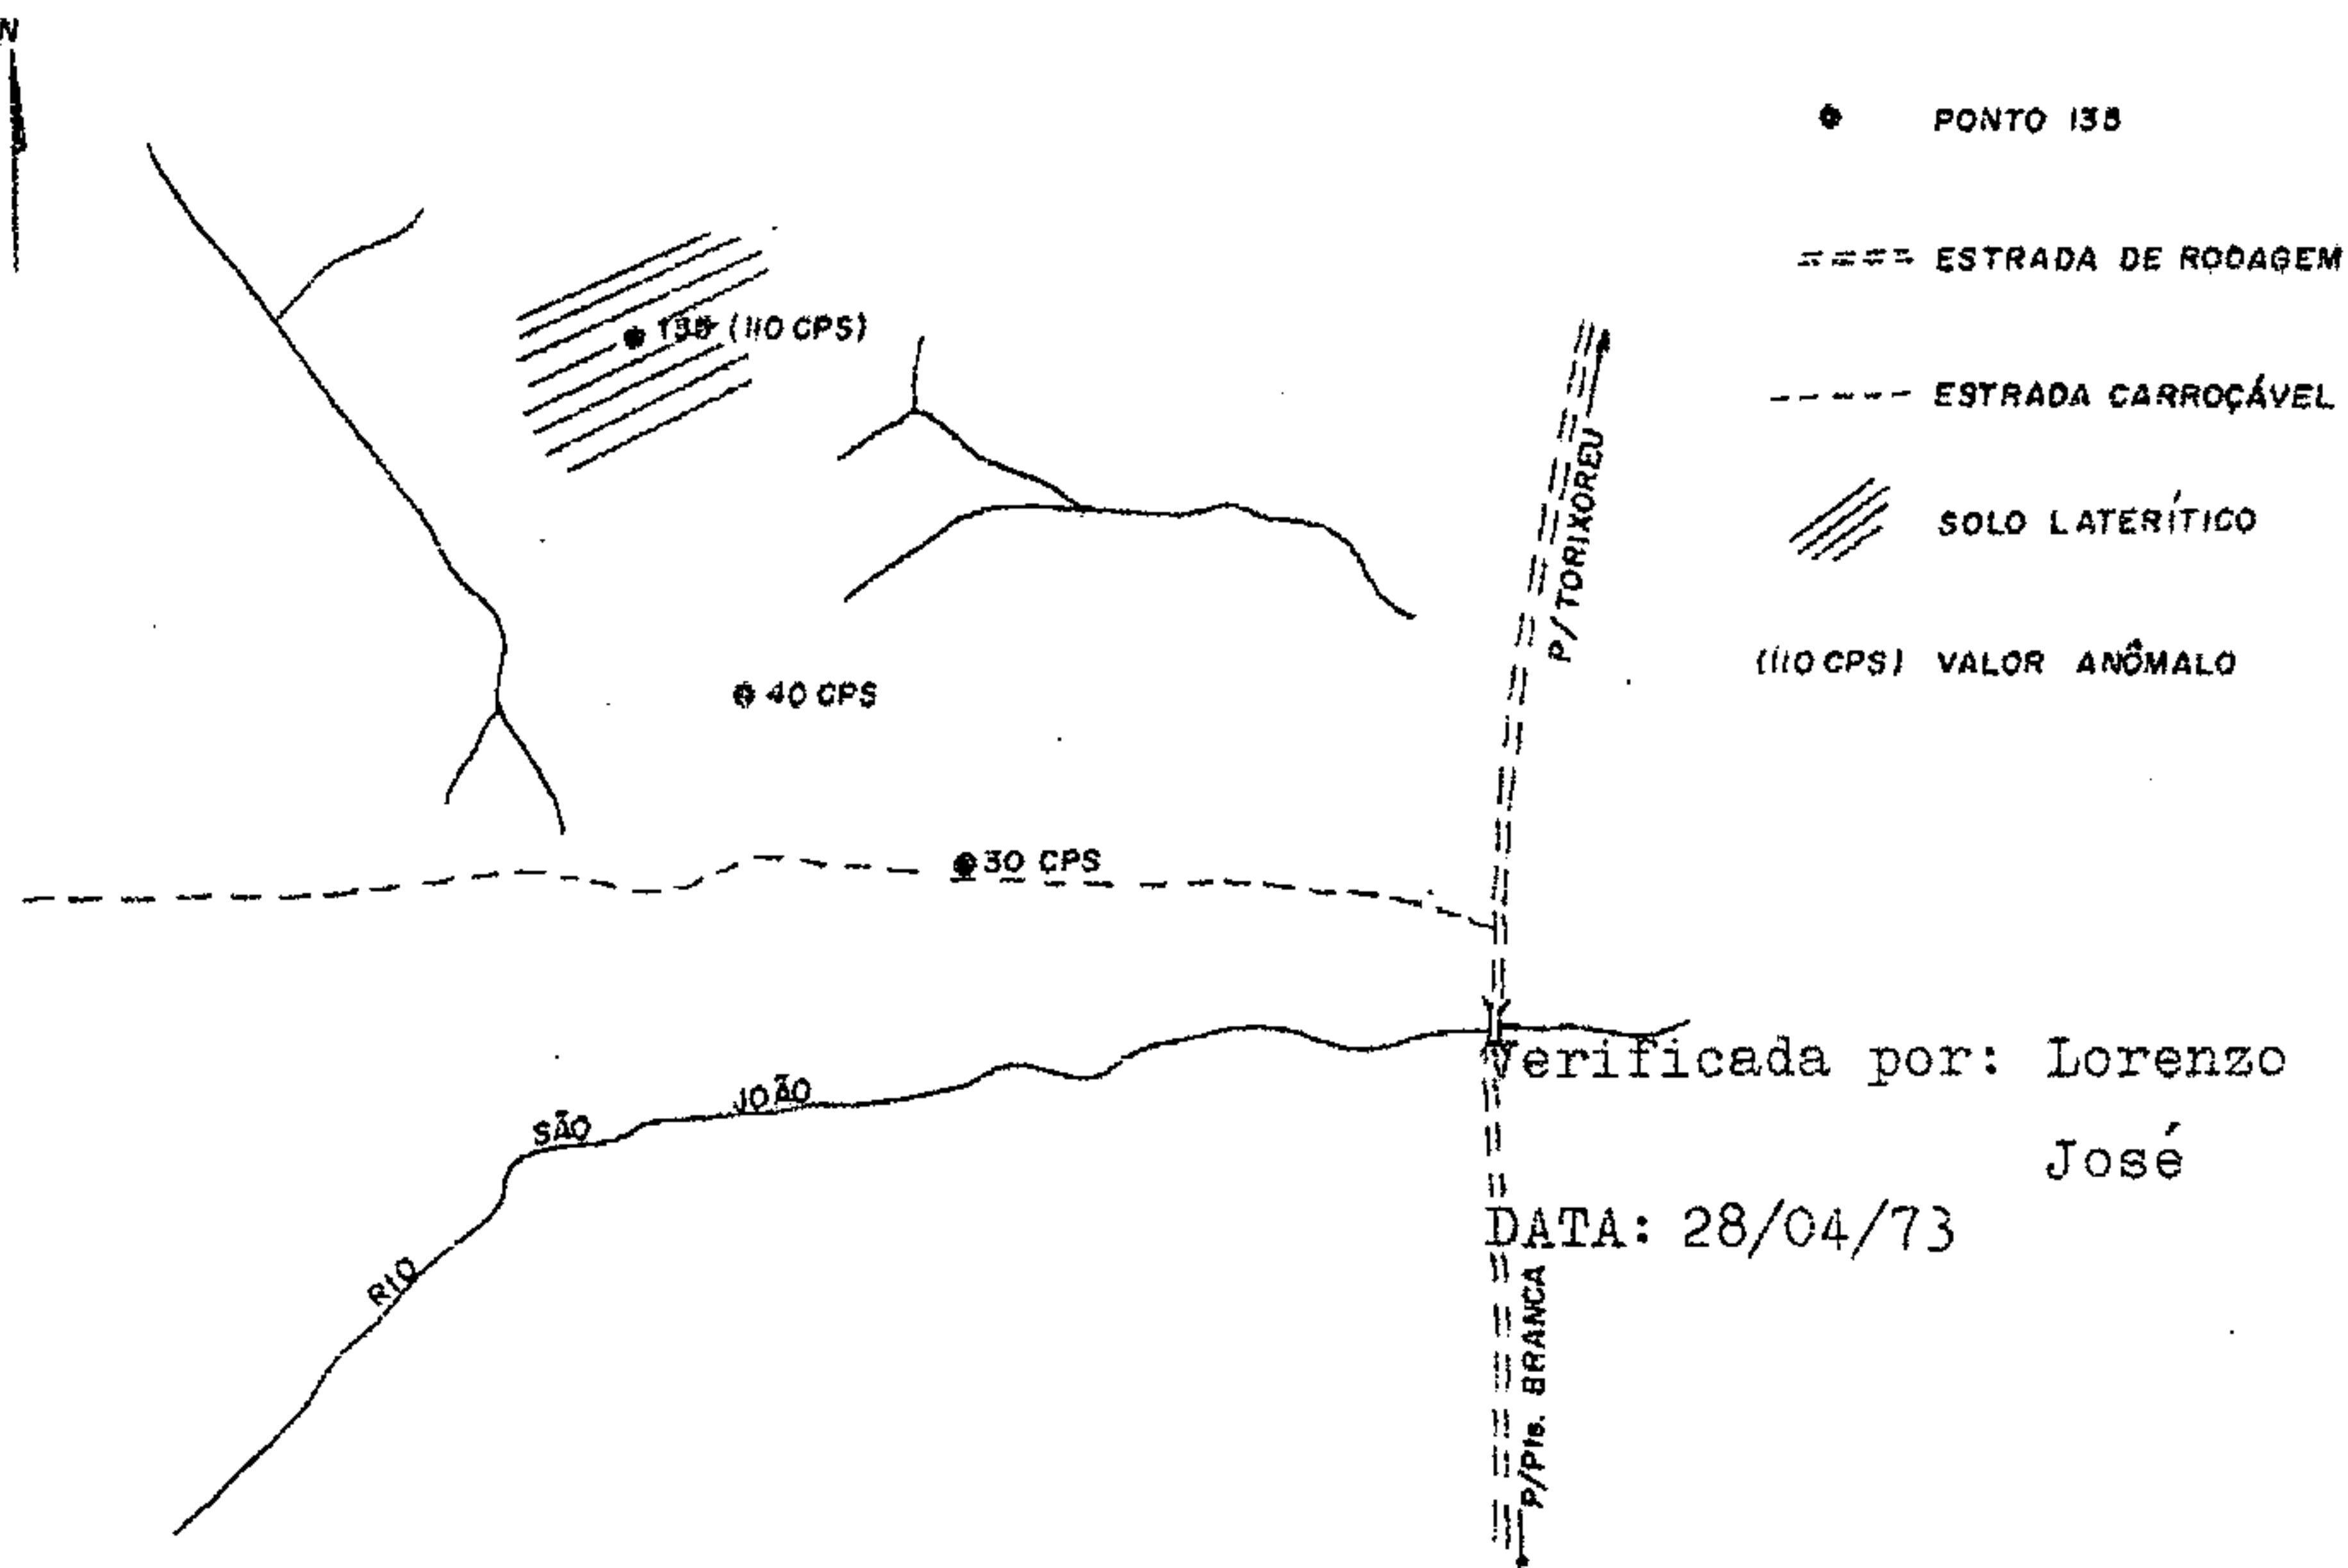 N
PONTO 138
ESTRADA DE RODAGEM
138 (110 CPS)
ESTRADA CARROÇÁVEL
P/ TORIXOREU
SOLO LATERÍTICO
(110 CPS) VALOR ANÔMALO
40 CPS
30 CPS
Verificada por: Lorenzo
José
DATA: 28/04/73
RIO SÃO JOÃO
P/Pte. BRANCA